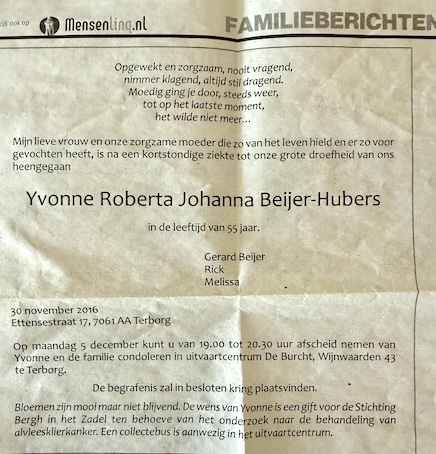 ijk ook op Mensenlinq.nl FAMILIEBERICHTEN
Opgewekt en zorgzaam, nooit vragend,
nimmer klagend, altijd stil dragend.
Moedig ging je door, steeds weer,
tot op het laatste moment,
het wilde niet meer...
Mijn lieve vrouw en onze zorgzame moeder die zo van het leven hield en er zo voor
gevochten heeft, is na een kortstondige ziekte tot onze grote droefheid van ons
heengegaan
Yvonne Roberta Johanna Beijer-Hubers
in de leeftijd van 55 jaar.
Gerard Beijer
Rick
Melissa
30 november 2016
Ettensestraat 17, 7061 AA Terborg
Op maandag 5 december kunt u van 19.00 tot 20.30 uur afscheid nemen van
Yvonne en de familie condoleren in uitvaartcentrum De Burcht, Wijnwaarden 43
te Terborg.
De begrafenis zal in besloten kring plaatsvinden.
Bloemen zijn mooi maar niet blijvend. De wens van Yvonne is een gift voor de Stichting
Bergh in het Zadel ten behoeve van het onderzoek naar de behandeling van
alvleesklierkanker. Een collectebus is aanwezig in het uitvaartcentrum.